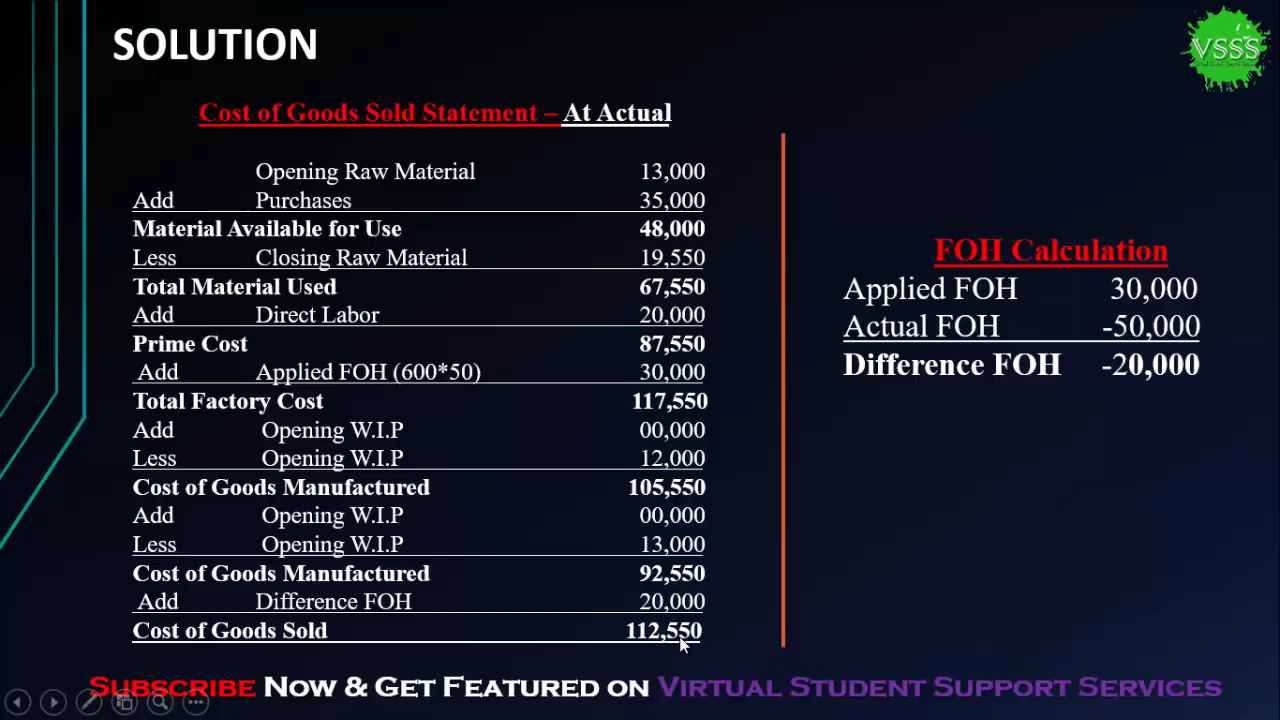 SOLUTION
VSSS
Cost of Goods Sold Statement – At Actual
Opening Raw Material 13,000
Add Purchases 35,000
Material Available for Use 48,000
Less Closing Raw Material 19,550
Total Material Used 67,550
Add Direct Labor 20,000
Prime Cost 87,550
Add Applied FOH (600*50) 30,000
Total Factory Cost 117,550
Add Opening W.I.P 00,000
Less Opening W.I.P 12,000
Cost of Goods Manufactured 105,550
Add Opening W.I.P 00,000
Less Opening W.I.P 13,000
Cost of Goods Manufactured 92,550
Add Difference FOH 20,000
Cost of Goods Sold 112,550
FOH Calculation
Applied FOH 30,000
Actual FOH -50,000
Difference FOH -20,000
Subscribe Now & Get Featured on Virtual Student Support Services